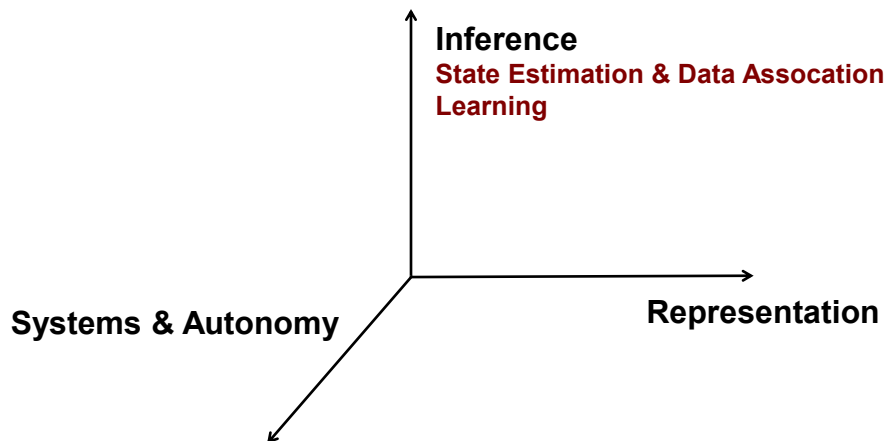 Inference
State Estimation & Data Assocation
Learning
Systems & Autonomy
Representation